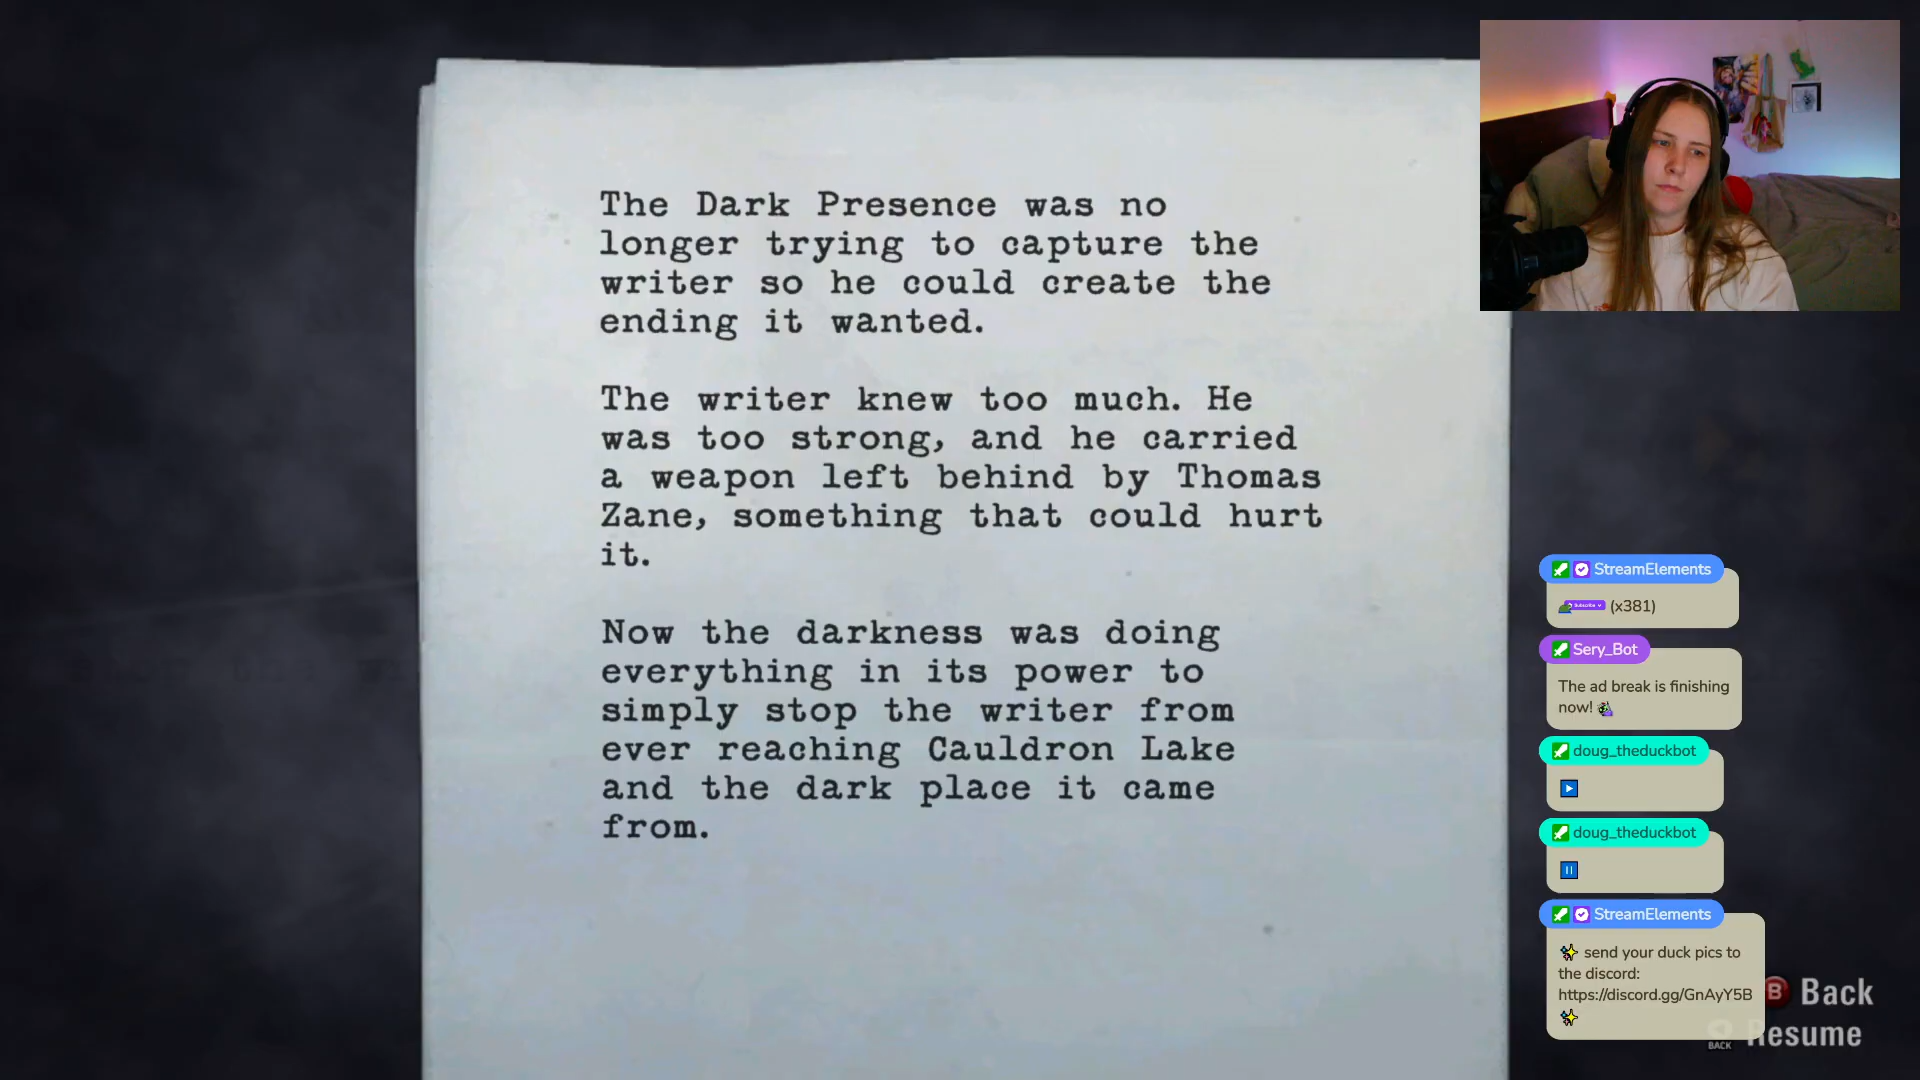 The Dark Presence was no
longer trying to capture the
writer so he could create the
ending it wanted.
The writer knew too much. He
was too strong, and he carried
a weapon left behind by Thomas
Zane, something that could hurt
it.
Now the darkness was doing
everything in its power to
simply stop the writer from
ever reaching Cauldron Lake
and the dark place it came
from.
StreamElements
Subscribe (x381)
Sery_Bot
The ad break is finishing
now!
doug_theduckbot
doug_theduckbot
StreamElements
send your duck pics to
the discord:
https://discord.gg/GnAyY5B
B Back
BACK Resume